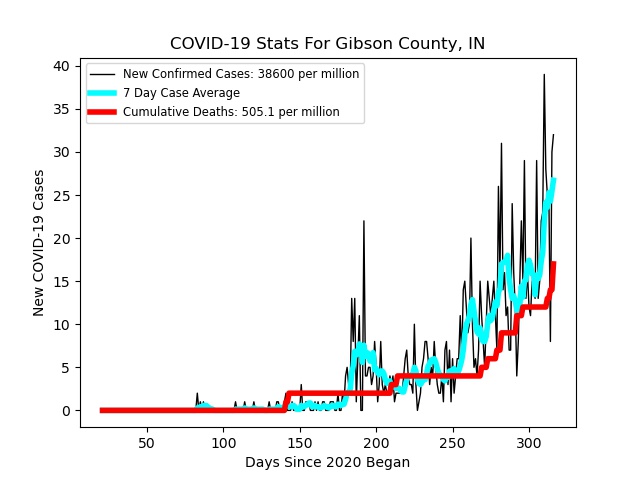 COVID-19 Stats For Gibson County, IN
New Confirmed Cases: 38600 per million
7 Day Case Average
Cumulative Deaths: 505.1 per million
New COVID-19 Cases
40
35
30
25
20
15
10
5
0
50 100 150 200 250 300
Days Since 2020 Began